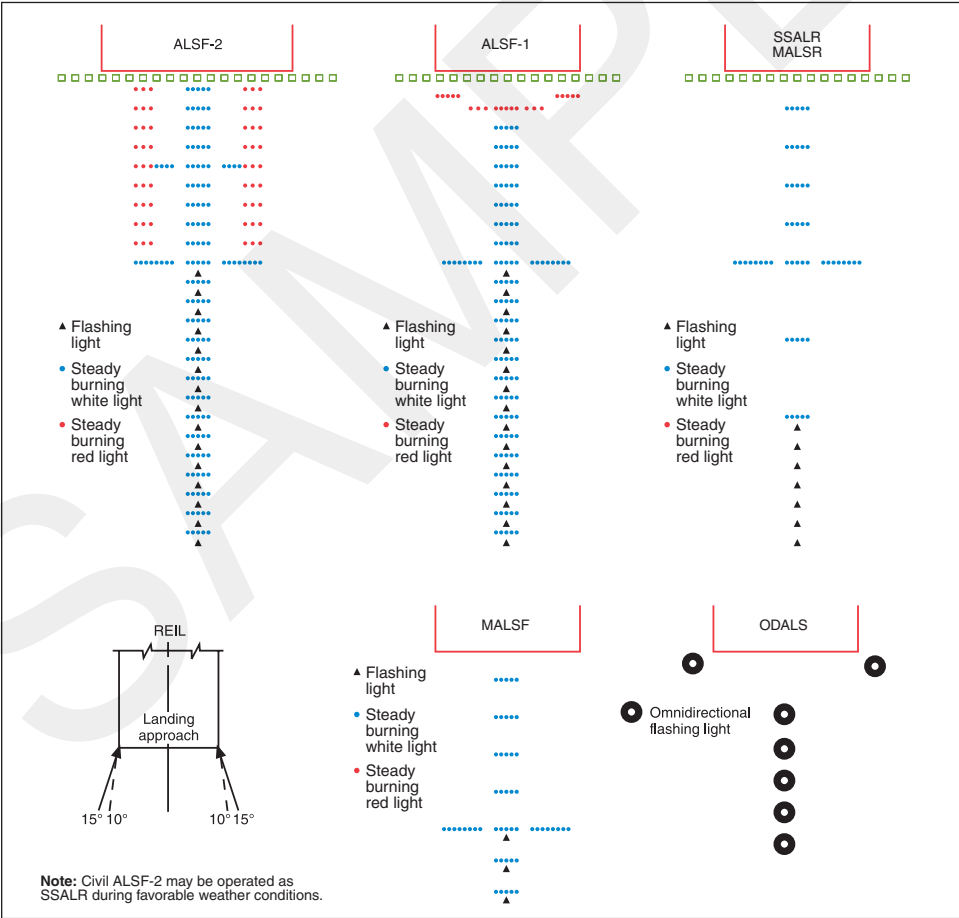 ALSF-2
ALSF-1
SSALR
MALSR
▲ Flashing
light
• Steady
burning
white light
• Steady
burning
red light
▲ Flashing
light
• Steady
burning
white light
• Steady
burning
red light
▲ Flashing
light
• Steady
burning
white light
• Steady
burning
red light
REIL
Landing
approach
15° 10°
10° 15°
MALSF
▲ Flashing
light
• Steady
burning
white light
• Steady
burning
red light
ODALS
Omnidirectional
flashing light
Note: Civil ALSF-2 may be operated as
SSALR during favorable weather conditions.
SAMPLE